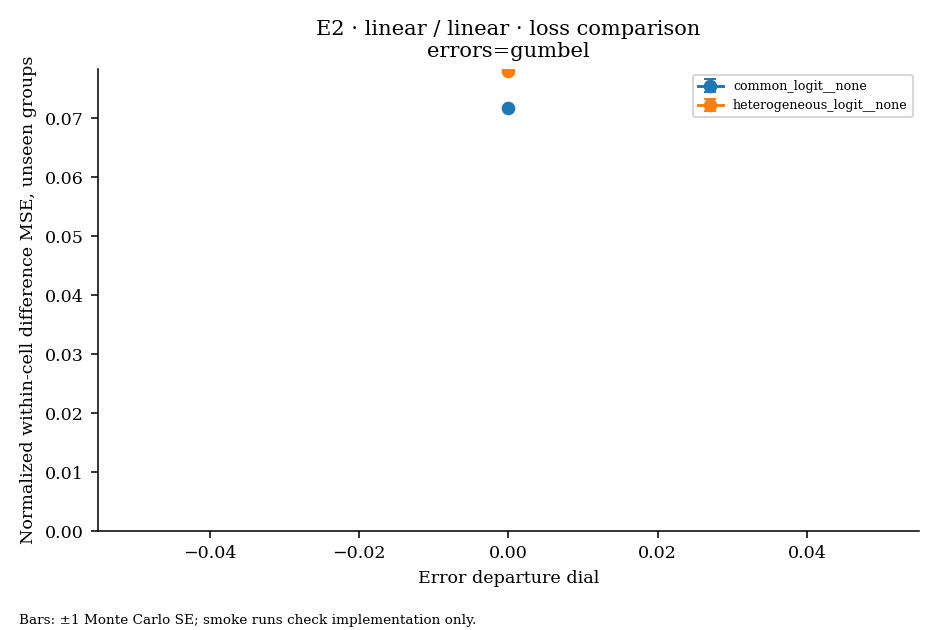 E2 · linear / linear · loss comparison
errors=gumbel
Normalized within-cell difference MSE, unseen groups
0.07
0.06
0.05
0.04
0.03
0.02
0.01
0.00
common_logit__none
heterogeneous_logit__none
−0.04
−0.02
0.00
0.02
0.04
Error departure dial
Bars: ±1 Monte Carlo SE; smoke runs check implementation only.